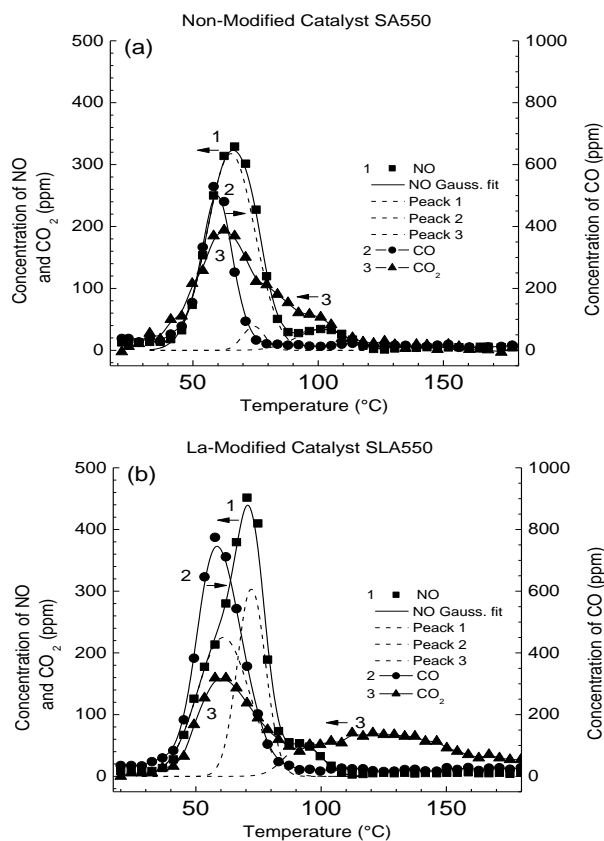 Non-Modified Catalyst SA550
(a)
500
400
300
200
100
0
1000
800
600
400
200
0
Concentration of NO
and CO2 (ppm)
Concentration of CO (ppm)
1
2
3
3
1 NO
NO Gauss. fit
Peack 1
Peack 2
Peack 3
2 CO
3 CO2
50 100 150
Temperature (°C)
La-Modified Catalyst SLA550
(b)
500
400
300
200
100
0
1000
800
600
400
200
0
Concentration of NO
and CO2 (ppm)
Concentration of CO (ppm)
1
2
3
3
1 NO
NO Gauss. fit
Peack 1
Peack 2
Peack 3
2 CO
3 CO2
50 100 150
Temperature (°C)